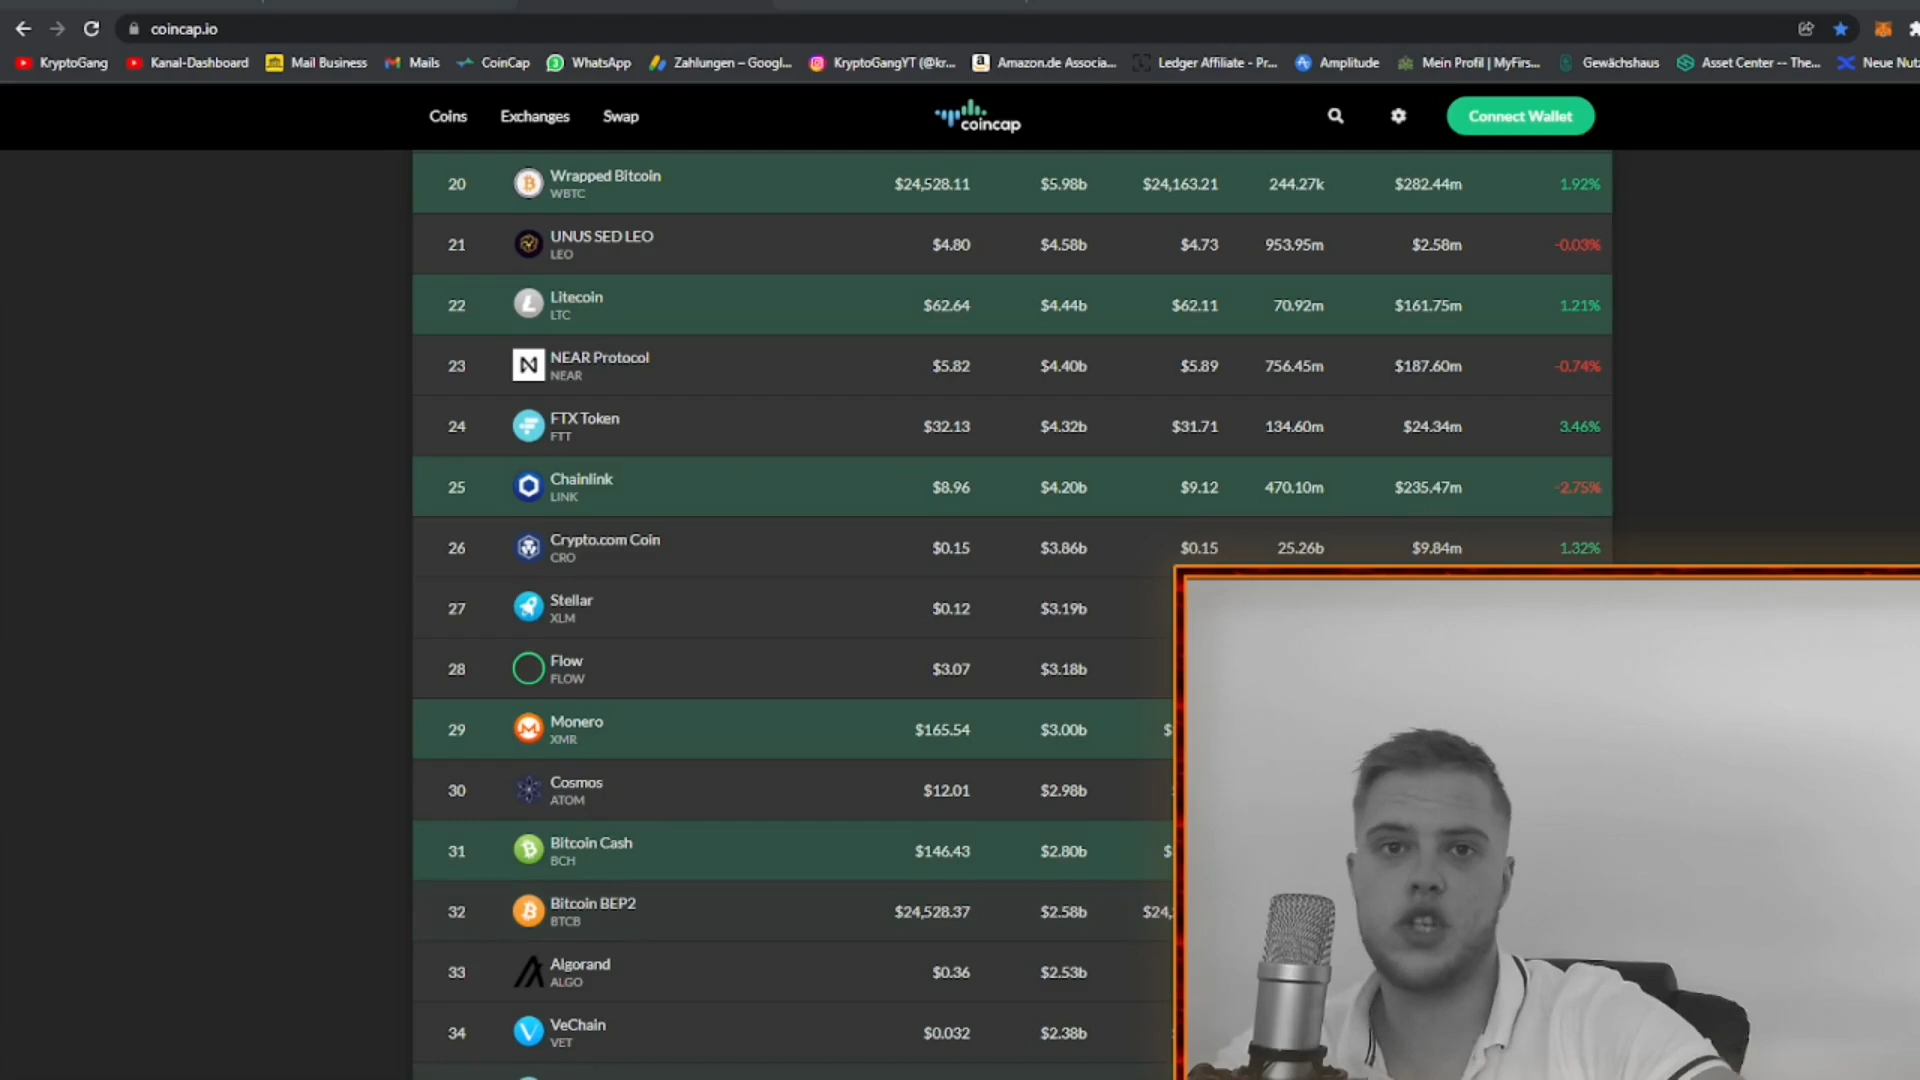 coincap.io
KryptoGang Kanal-Dashboard Mail Business Mails CoinCap WhatsApp Zahlungen – Googl... KryptoGangYT (@kr... Amazon.de Associa... Ledger Affiliate - Pr... Amplitude Mein Profil | MyFirs... Gewächshaus Asset Center -- The... Neue Nut
Coins Exchanges Swap coincap Connect Wallet
20 Wrapped Bitcoin $24,528.11 $5.98b $24,163.21 244.27k $282.44m 1.92%
WBTC
21 UNUS SED LEO $4.80 $4.58b $4.73 953.95m $2.58m -0.03%
LEO
22 Litecoin $62.64 $4.44b $62.11 70.92m $161.75m 1.21%
LTC
23 NEAR Protocol $5.82 $4.40b $5.89 756.45m $187.60m -0.74%
NEAR
24 FTX Token $32.13 $4.32b $31.71 134.60m $24.34m 3.46%
FTT
25 Chainlink $8.96 $4.20b $9.12 470.10m $235.47m -2.75%
LINK
26 Crypto.com Coin $0.15 $3.86b $0.15 25.26b $9.84m 1.32%
CRO
27 Stellar $0.12 $3.19b
XLM
28 Flow $3.07 $3.18b
FLOW
29 Monero $165.54 $3.00b $
XMR
30 Cosmos $12.01 $2.98b
ATOM
31 Bitcoin Cash $146.43 $2.80b $
BCH
32 Bitcoin BEP2 $24,528.37 $2.58b $24,
BTCB
33 Algorand $0.36 $2.53b
ALGO
34 VeChain $0.032 $2.38b
VET